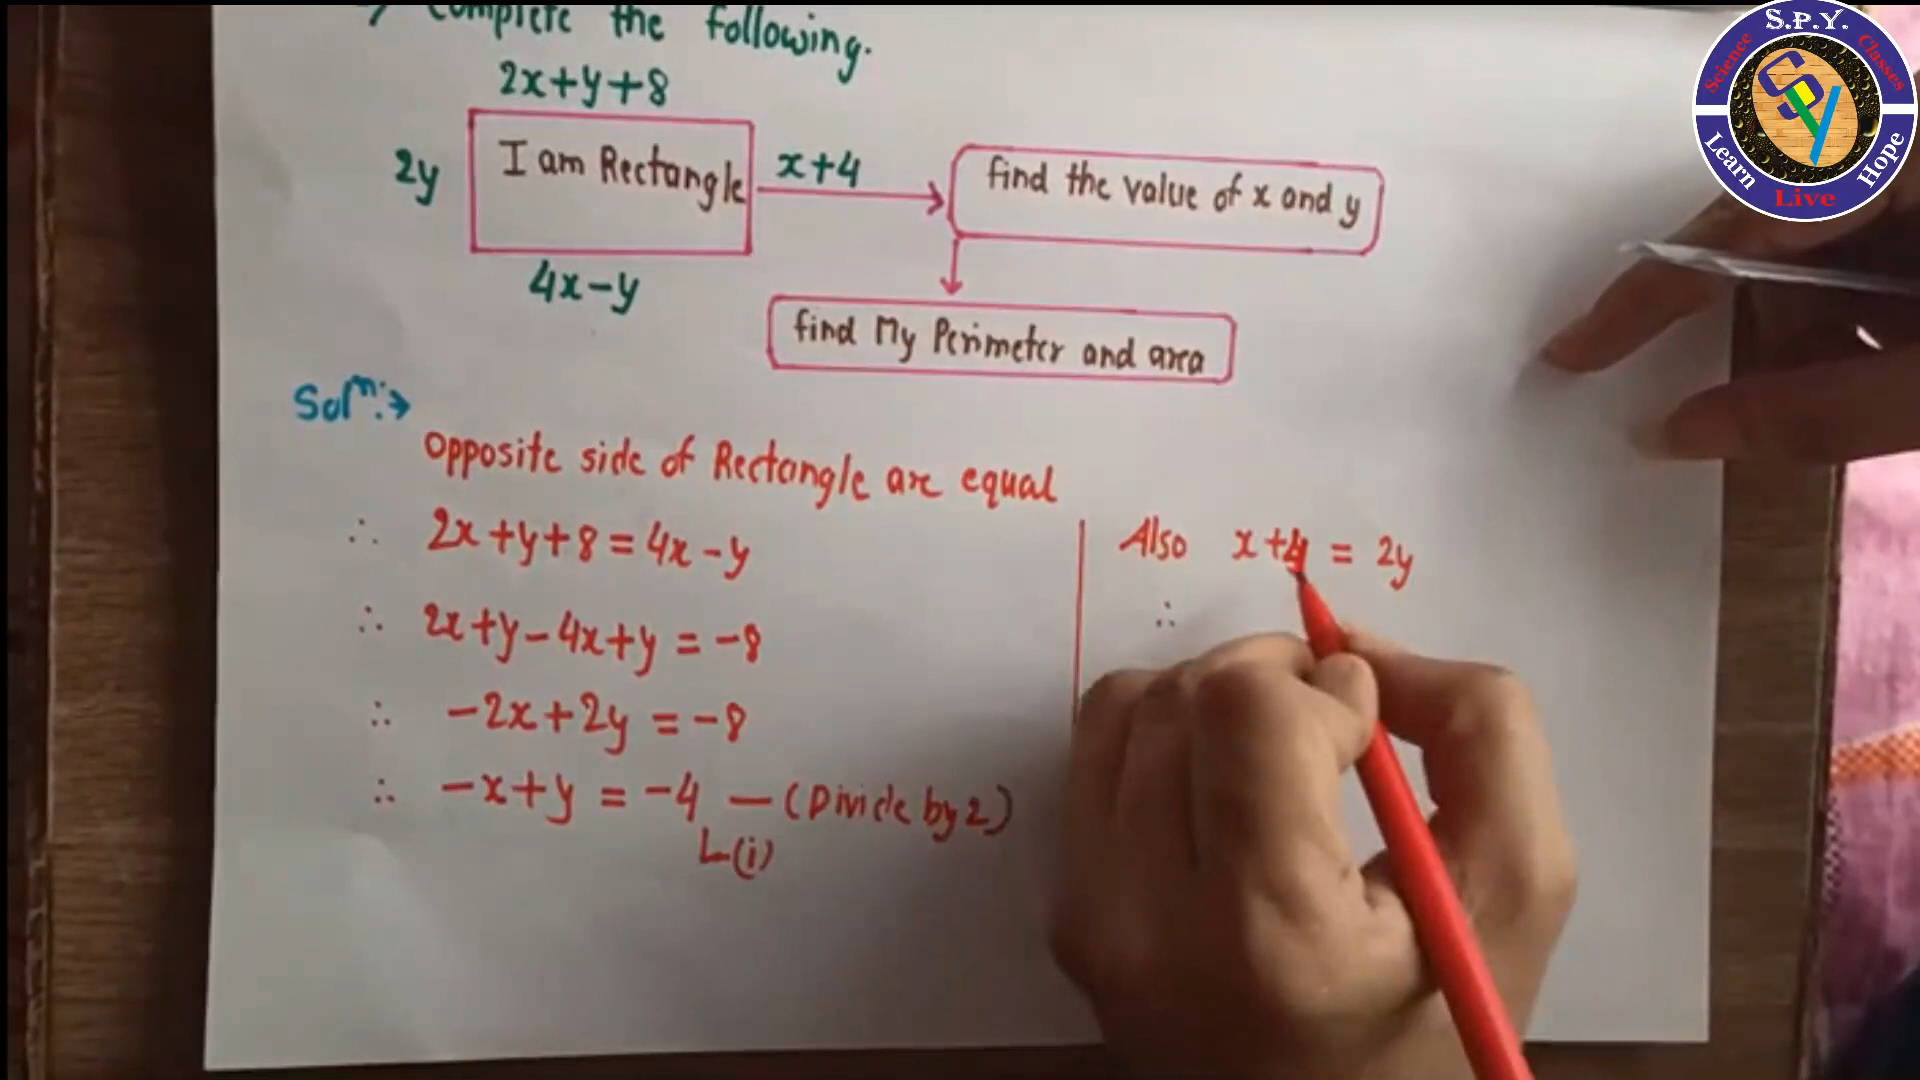 Complete the following.
2x+y+8
2y
I am Rectangle
x+4
find the value of x and y
4x-y
find My Perimeter and area
Solⁿ:→
Opposite side of Rectangle are equal
∴ 2x+y+8=4x-y
∴ 2x+y-4x+y=-8
∴ -2x+2y=-8
∴ -x+y=-4 — (Divide by 2)
(i)
Also x+4 = 2y
∴
S.P.Y.
Science
Classes
SPY
Learn
Live
Hope